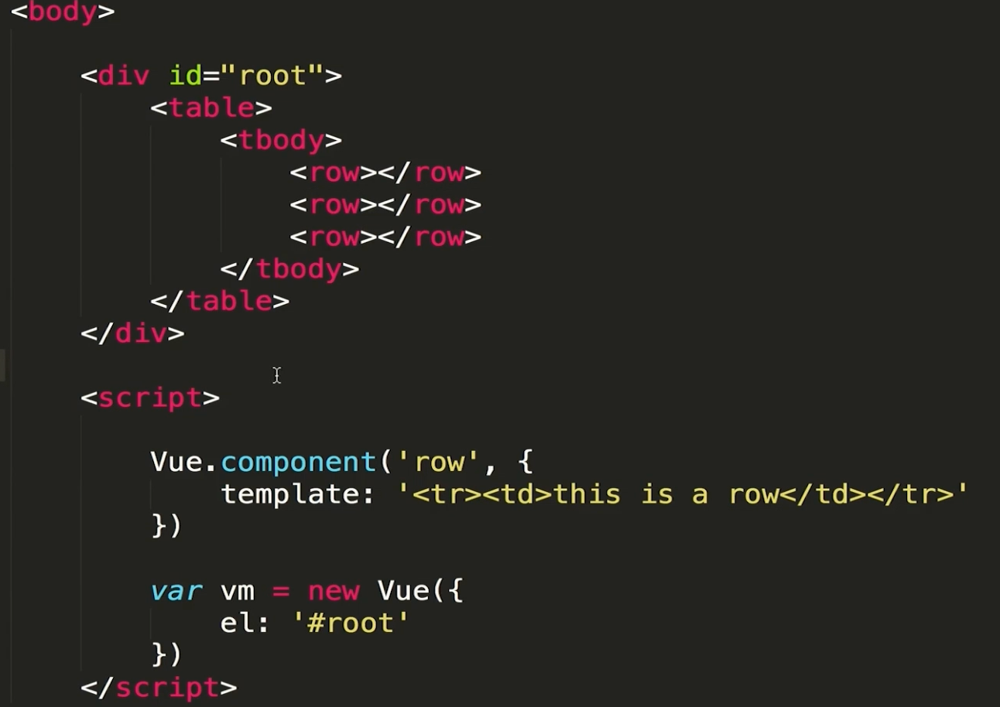 <body>
<div id="root">
<table>
<tbody>
<row></row>
<row></row>
<row></row>
</tbody>
</table>
</div>
<script>
Vue.component('row', {
template: '<tr><td>this is a row</td></tr>'
})
var vm = new Vue({
el: '#root'
})
</script>